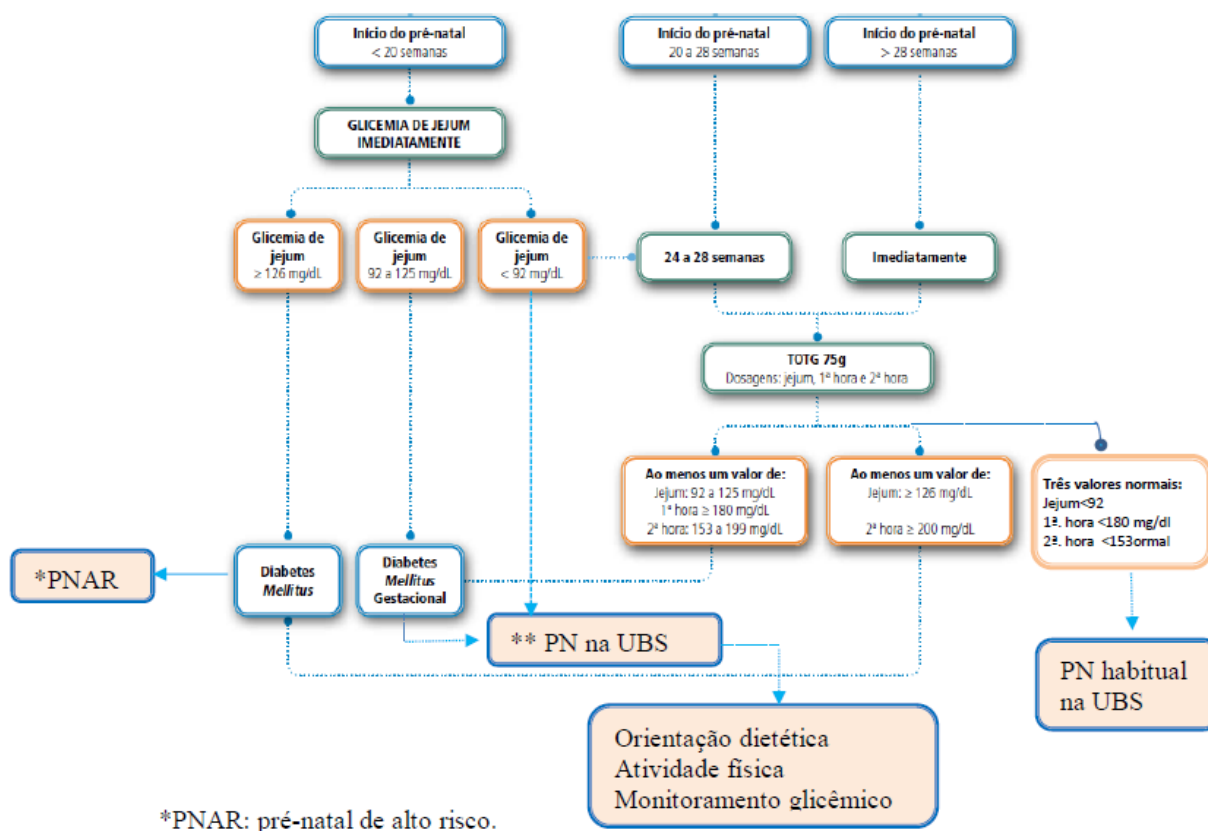 Início do pré-natal
< 20 semanas
Início do pré-natal
20 a 28 semanas
Início do pré-natal
> 28 semanas
GLICEMIA DE JEJUM
IMEDIATAMENTE
Glicemia de
jejum
≥ 126 mg/dL
Glicemia de
jejum
92 a 125 mg/dL
Glicemia de
jejum
< 92 mg/dL
24 a 28 semanas
Imediatamente
TOTG 75g
Dosagens: jejum, 1ª hora e 2ª hora
Ao menos um valor de:
Jejum: 92 a 125 mg/dL
1ª hora ≥ 180 mg/dL
2ª hora: 153 a 199 mg/dL
Ao menos um valor de:
Jejum: ≥ 126 mg/dL
2ª hora ≥ 200 mg/dL
Três valores normais:
Jejum<92
1ª. hora <180 mg/dl
2ª. hora <153ormal
*PNAR
Diabetes
Mellitus
Diabetes
Mellitus
Gestacional
** PN na UBS
PN habitual
na UBS
Orientação dietética
Atividade física
Monitoramento glicêmico
*PNAR: pré-natal de alto risco.